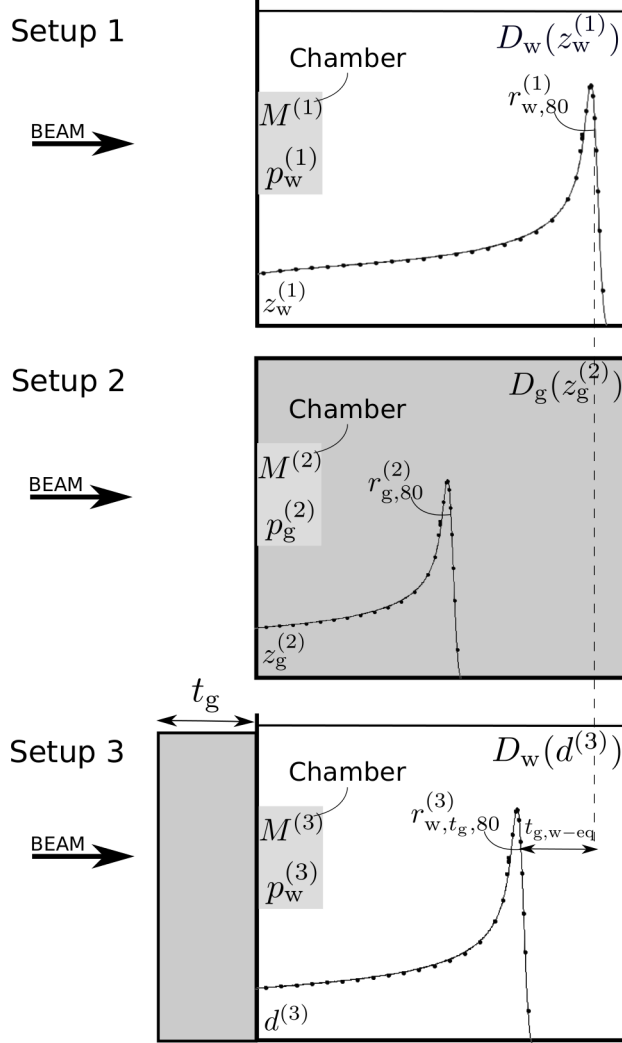 Setup 1
D_w(z_w^(1))
Chamber
r_w,80^(1)
M^(1)
BEAM
p_w^(1)
z_w^(1)
Setup 2
D_g(z_g^(2))
Chamber
M^(2)
r_g,80^(2)
BEAM
p_g^(2)
z_g^(2)
t_g
Setup 3
D_w(d^(3))
Chamber
r_w,t_g,80^(3)
t_g,w−eq
M^(3)
BEAM
p_w^(3)
d^(3)